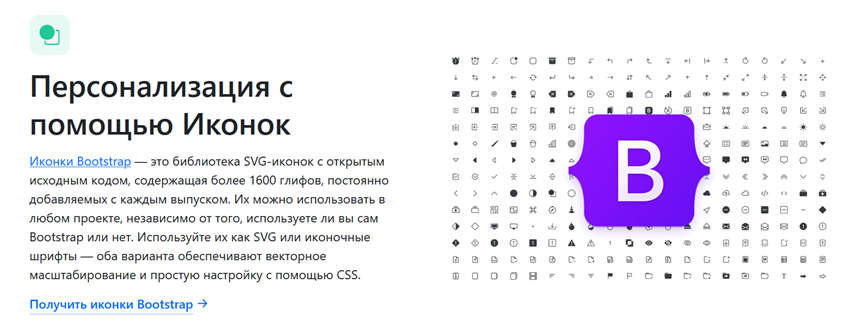 Персонализация с
помощью Иконок
Иконки Bootstrap — это библиотека SVG-иконок с открытым
исходным кодом, содержащая более 1600 глифов, постоянно
добавляемых с каждым выпуском. Их можно использовать в
любом проекте, независимо от того, используете ли вы сам
Bootstrap или нет. Используйте их как SVG или иконочные
шрифты — оба варианта обеспечивают векторное
масштабирование и простую настройку с помощью CSS.
Получить иконки Bootstrap →
B